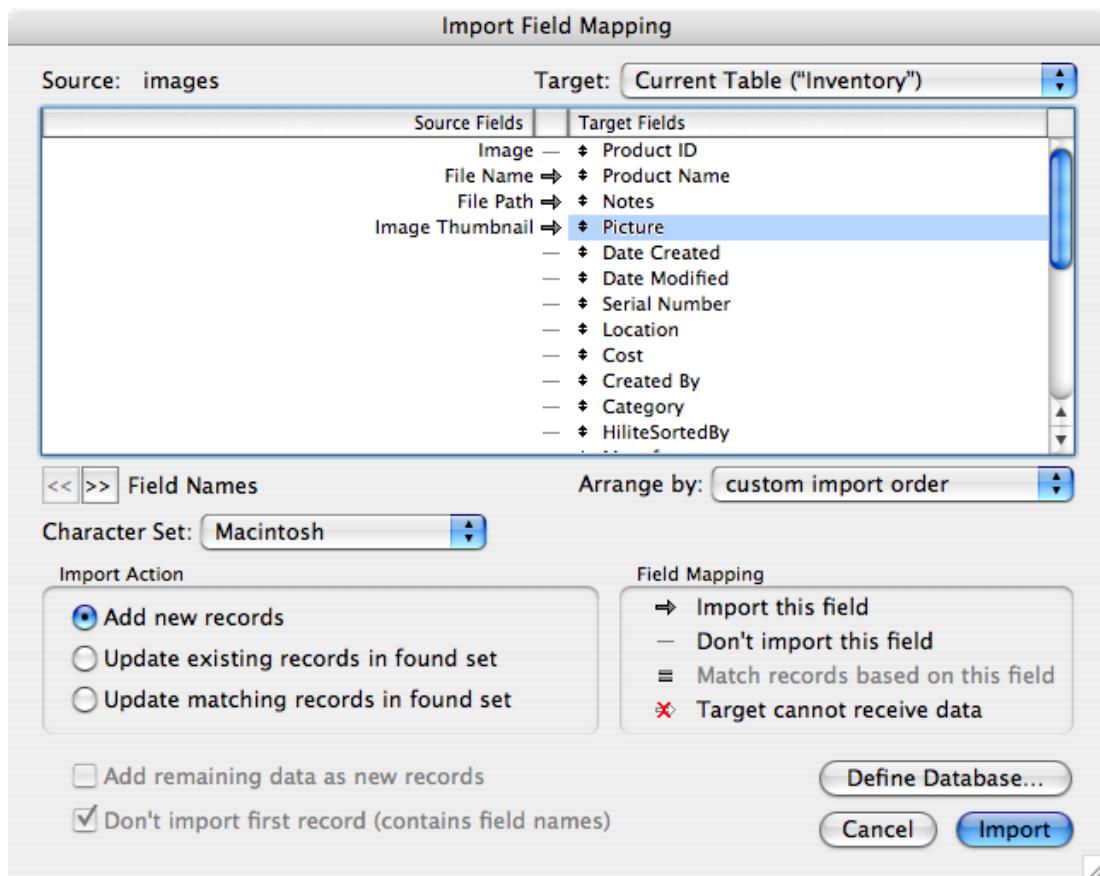 Import Field Mapping
Source: images Target: Current Table (“Inventory”)
Source Fields Target Fields
Image — Product ID
File Name Product Name
File Path Notes
Image Thumbnail Picture
— Date Created
— Date Modified
— Serial Number
— Location
— Cost
— Created By
— Category
— HiliteSortedBy
<< >> Field Names Arrange by: custom import order
Character Set: Macintosh
Import Action
Add new records
Update existing records in found set
Update matching records in found set
Field Mapping
Import this field
— Don't import this field
= Match records based on this field
Target cannot receive data
Add remaining data as new records
Don't import first record (contains field names)
Define Database...
Cancel Import